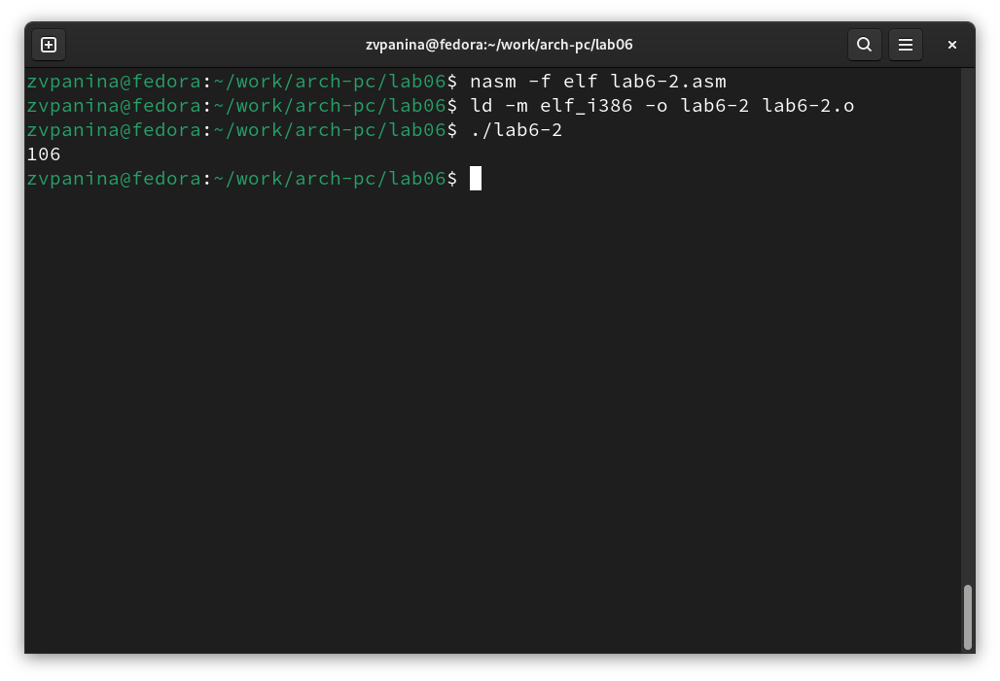 zvpanina@fedora:~/work/arch-pc/lab06
zvpanina@fedora:~/work/arch-pc/lab06$ nasm -f elf lab6-2.asm
zvpanina@fedora:~/work/arch-pc/lab06$ ld -m elf_i386 -o lab6-2 lab6-2.o
zvpanina@fedora:~/work/arch-pc/lab06$ ./lab6-2
106
zvpanina@fedora:~/work/arch-pc/lab06$